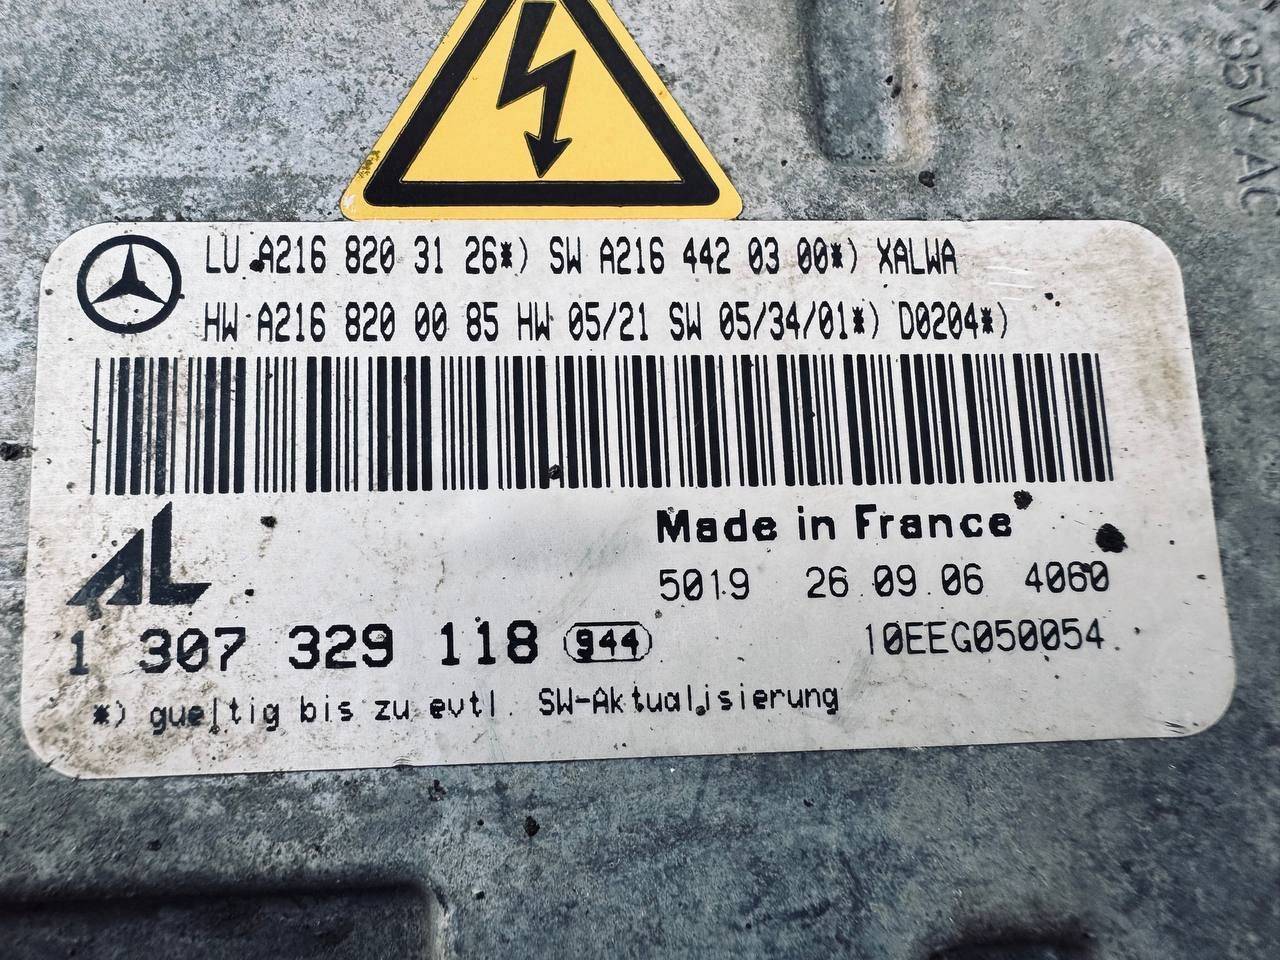 85V-AC
LU A216 820 31 26*) SW A216 442 03 00*) XALWA
HW A216 820 00 85 HW 05/21 SW 05/34/01*) D0204*)
AL
Made in France
5019 26 09 06 4060
1 307 329 118 944 10EEG050054
*) gueltig bis zu evtl. SW-Aktualisierung